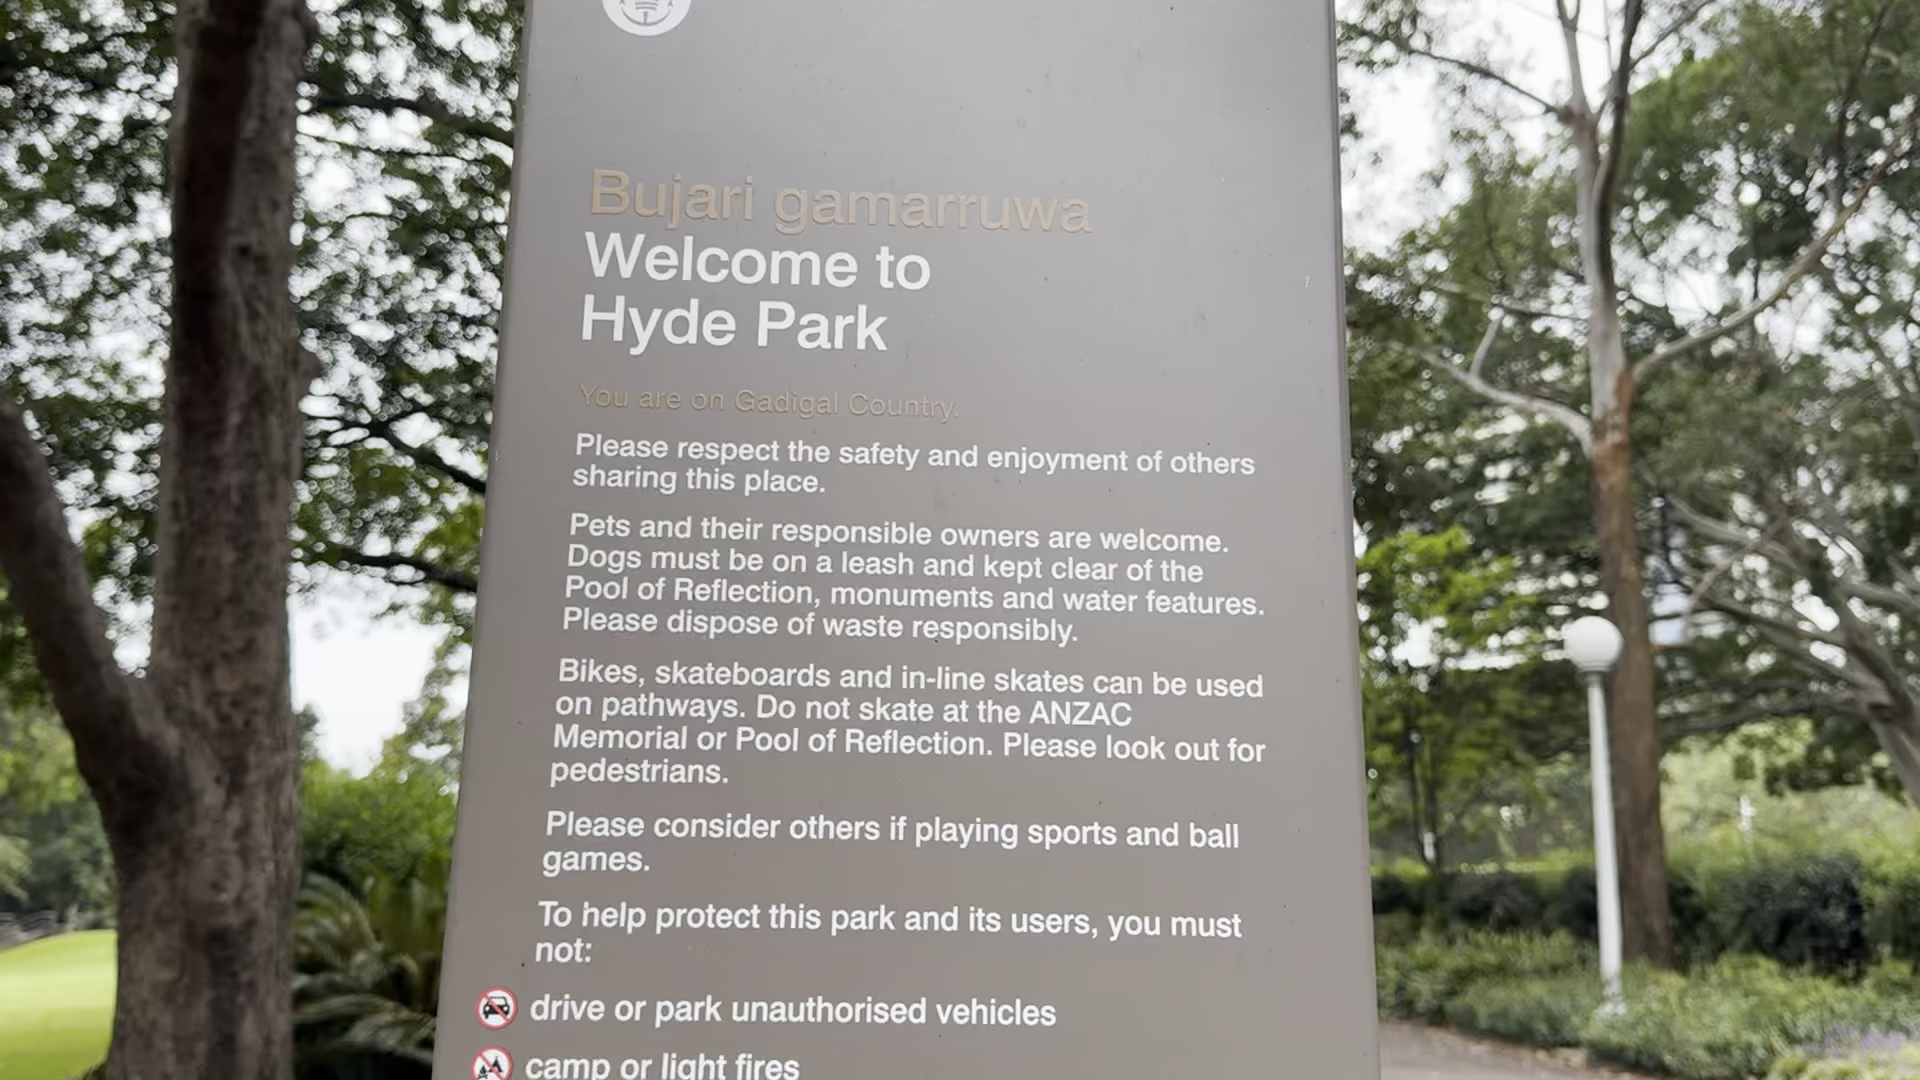 Bujari gamarruwa
Welcome to
Hyde Park
You are on Gadigal Country.
Please respect the safety and enjoyment of others
sharing this place.
Pets and their responsible owners are welcome.
Dogs must be on a leash and kept clear of the
Pool of Reflection, monuments and water features.
Please dispose of waste responsibly.
Bikes, skateboards and in-line skates can be used
on pathways. Do not skate at the ANZAC
Memorial or Pool of Reflection. Please look out for
pedestrians.
Please consider others if playing sports and ball
games.
To help protect this park and its users, you must
not:
drive or park unauthorised vehicles
camp or light fires